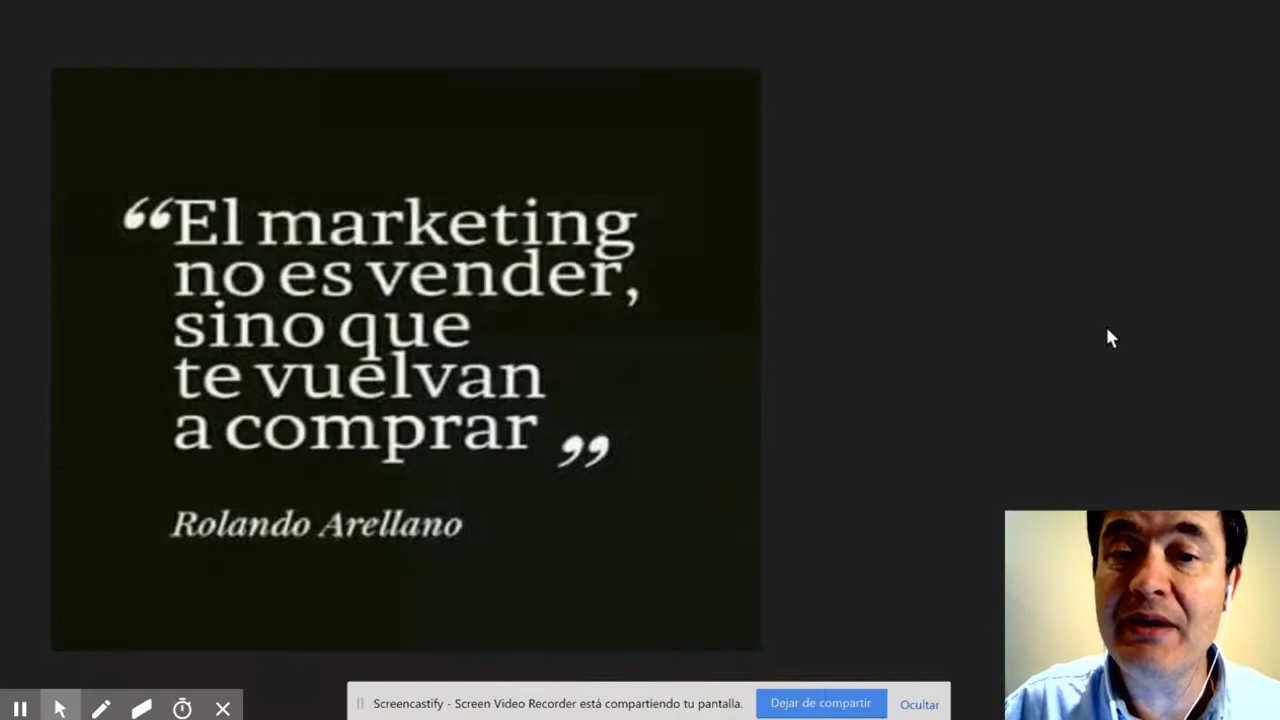 “El marketing
no es vender,
sino que
te vuelvan
a comprar”
Rolando Arellano
Screencastify - Screen Video Recorder está compartiendo tu pantalla.
Dejar de compartir
Ocultar